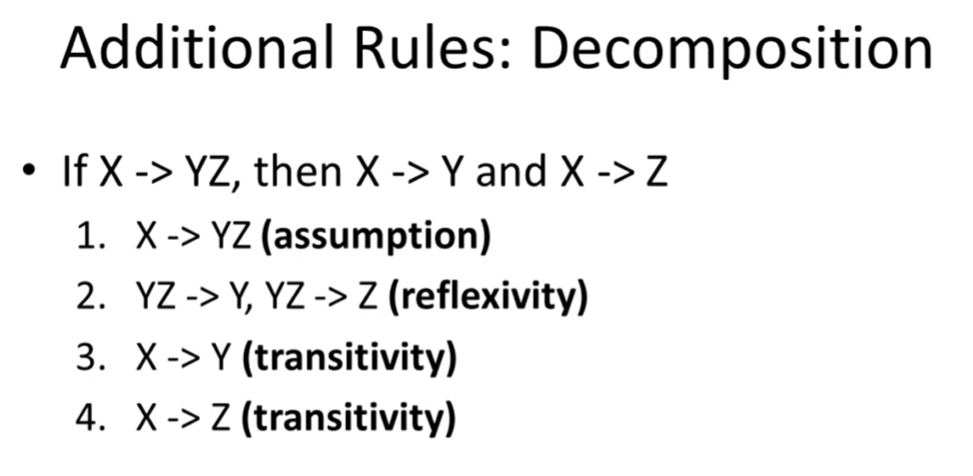 Additional Rules: Decomposition
• If X -> YZ, then X -> Y and X -> Z
1. X -> YZ (assumption)
2. YZ -> Y, YZ -> Z (reflexivity)
3. X -> Y (transitivity)
4. X -> Z (transitivity)